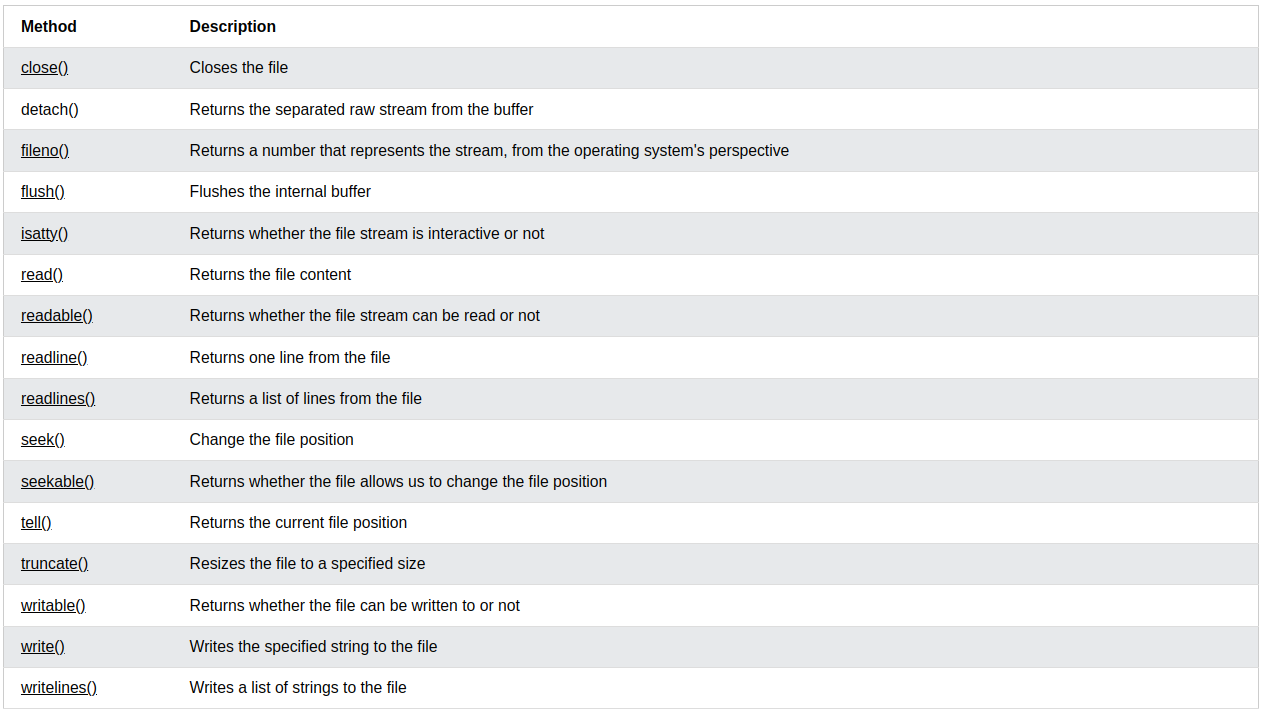 Method Description
close() Closes the file
detach() Returns the separated raw stream from the buffer
fileno() Returns a number that represents the stream, from the operating system's perspective
flush() Flushes the internal buffer
isatty() Returns whether the file stream is interactive or not
read() Returns the file content
readable() Returns whether the file stream can be read or not
readline() Returns one line from the file
readlines() Returns a list of lines from the file
seek() Change the file position
seekable() Returns whether the file allows us to change the file position
tell() Returns the current file position
truncate() Resizes the file to a specified size
writable() Returns whether the file can be written to or not
write() Writes the specified string to the file
writelines() Writes a list of strings to the file